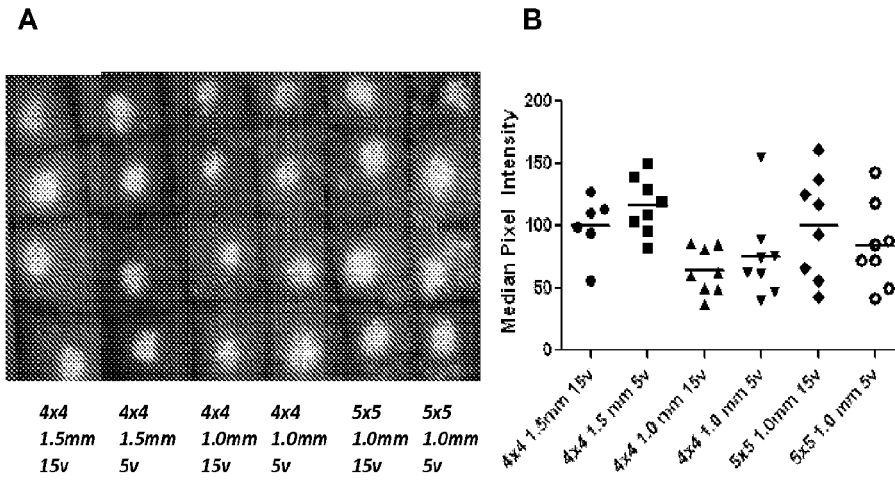 A
B
200
150
100
50
0
Median Pixel Intensity
4x4 1.5mm 15v
4x4 1.5 mm 5v
4x4 1.0 mm 15v
4x4 1.0 mm 5v
5x5 1.0mm 15v
5x5 1.0 mm 5v
4x4 4x4 4x4 4x4 5x5 5x5
1.5mm 1.5mm 1.0mm 1.0mm 1.0mm 1.0mm
15v 5v 15v 5v 15v 5v